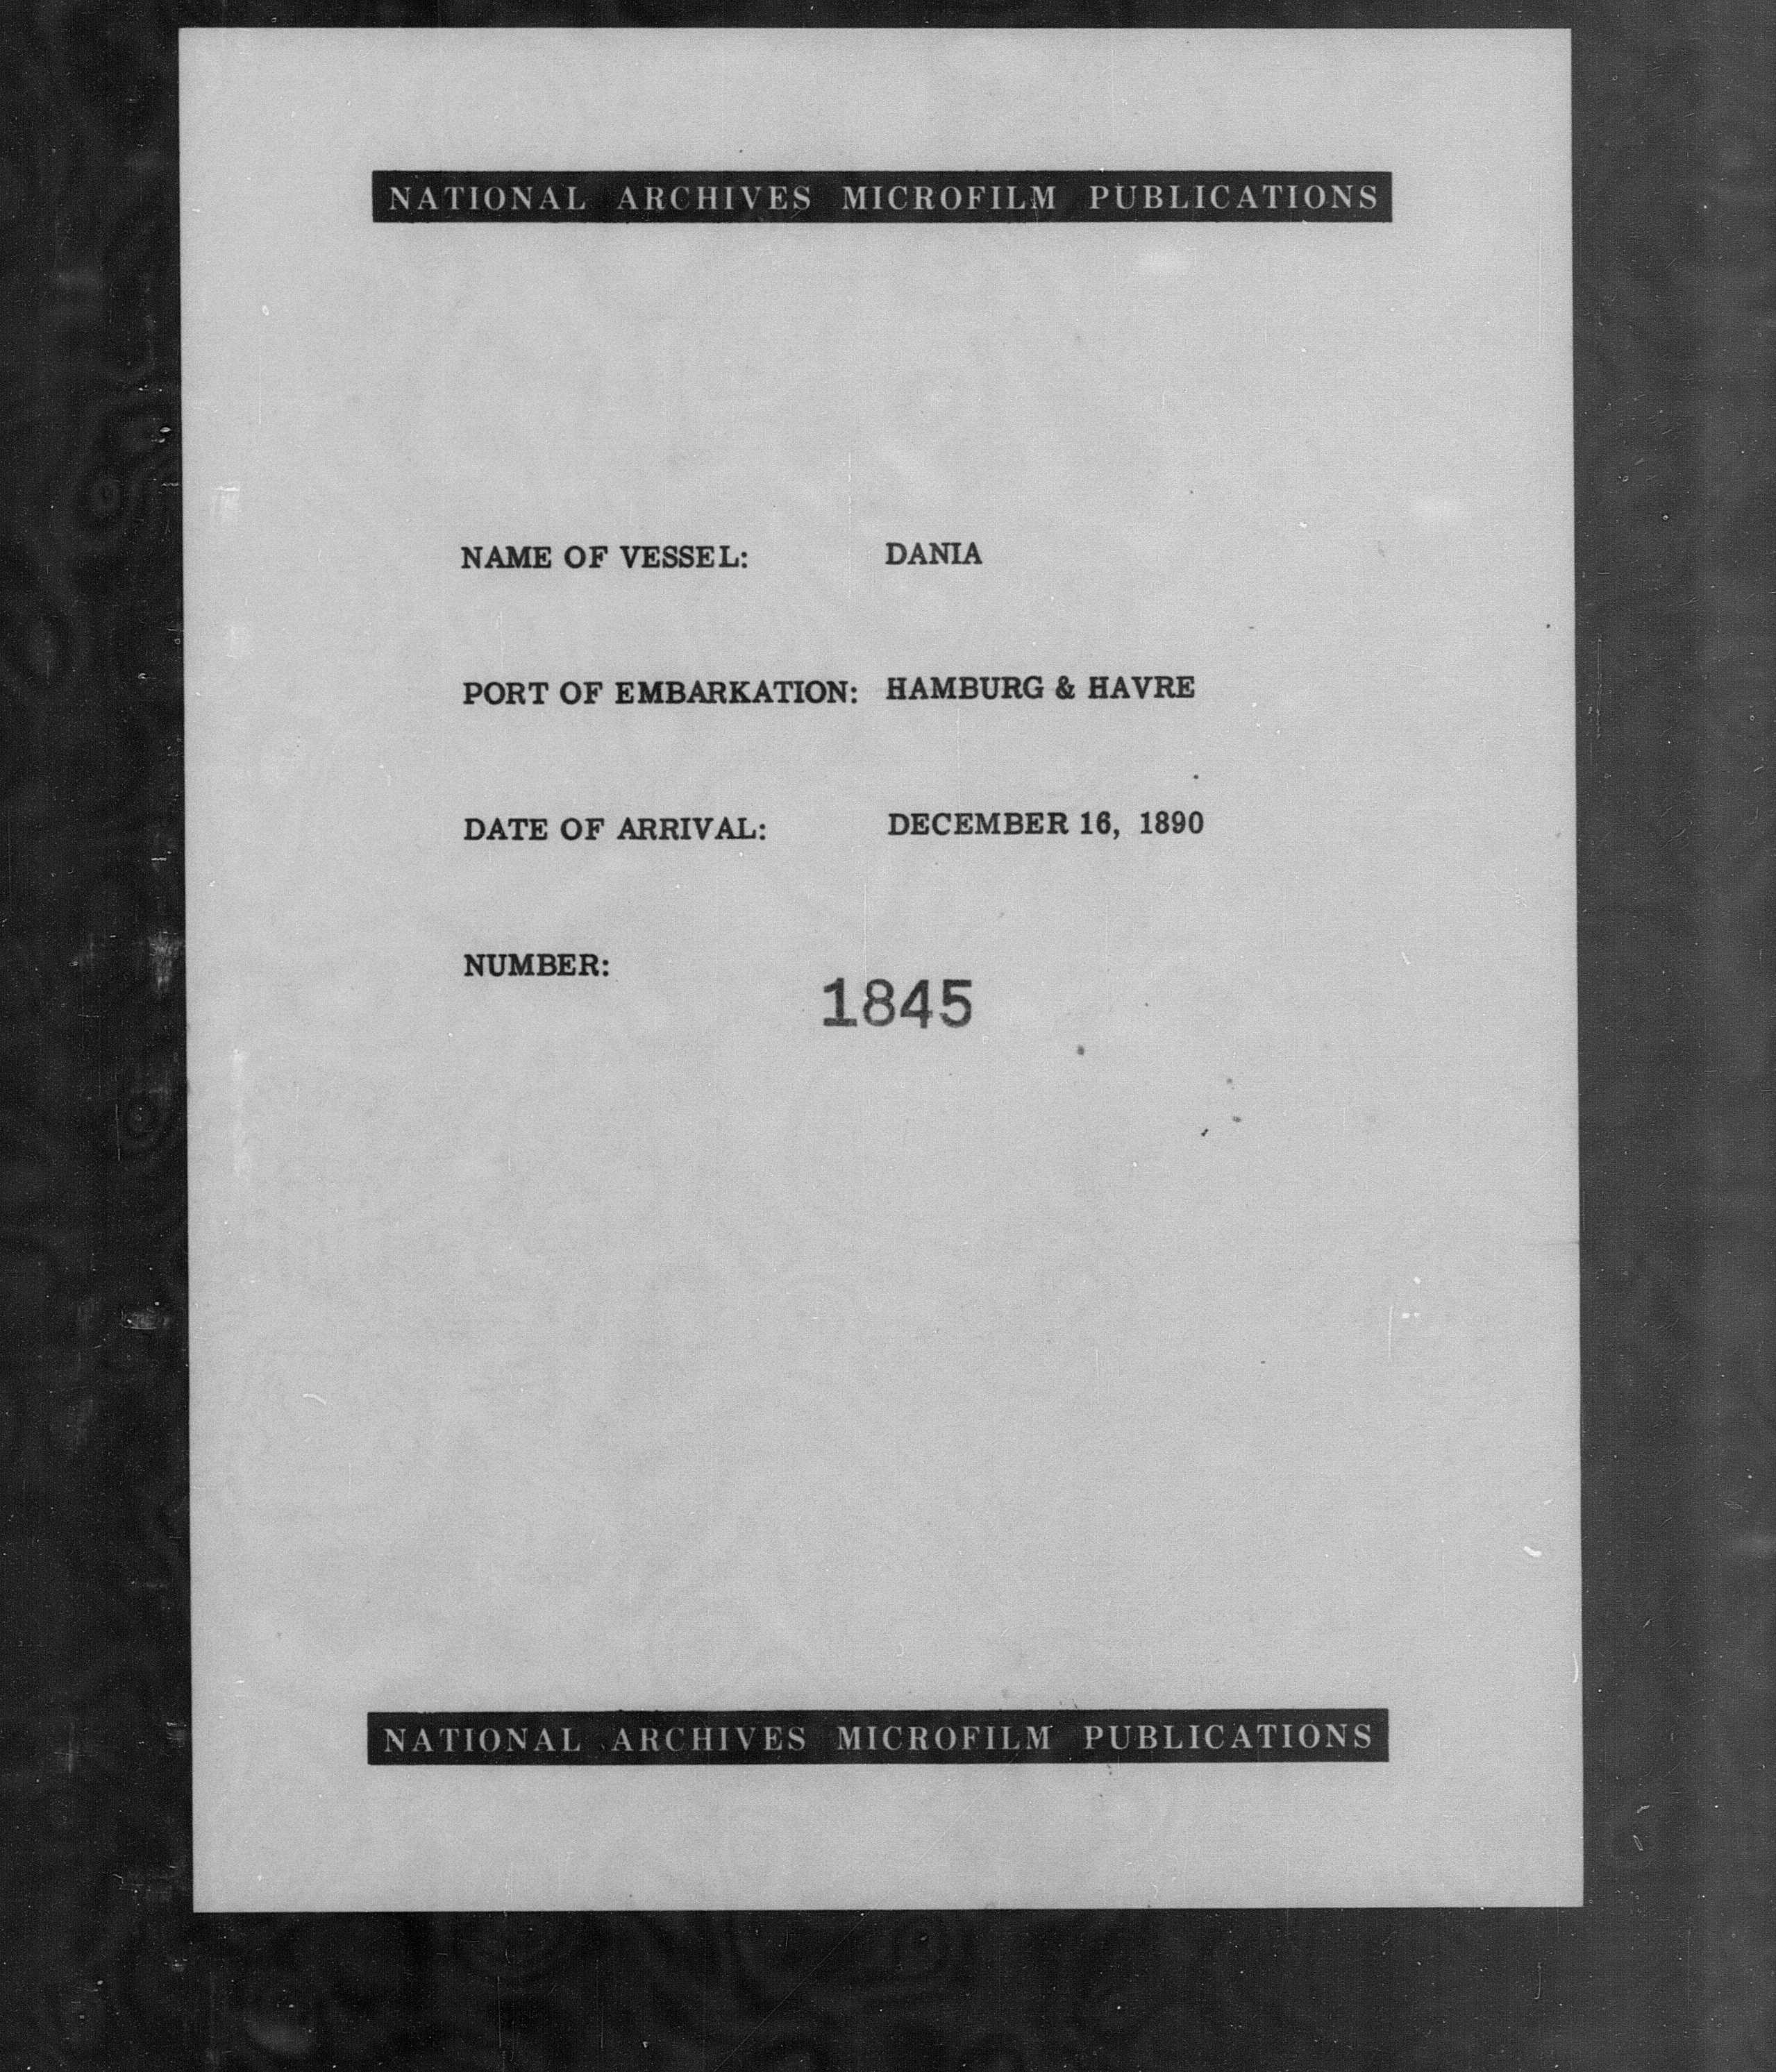 NATIONAL ARCHIVES MICROFILM PUBLICATIONS
NAME OF VESSEL: DANIA
PORT OF EMBARKATION: HAMBURG & HAVRE
DATE OF ARRIVAL: DECEMBER 16, 1890
NUMBER: 1845
NATIONAL ARCHIVES MICROFILM PUBLICATIONS